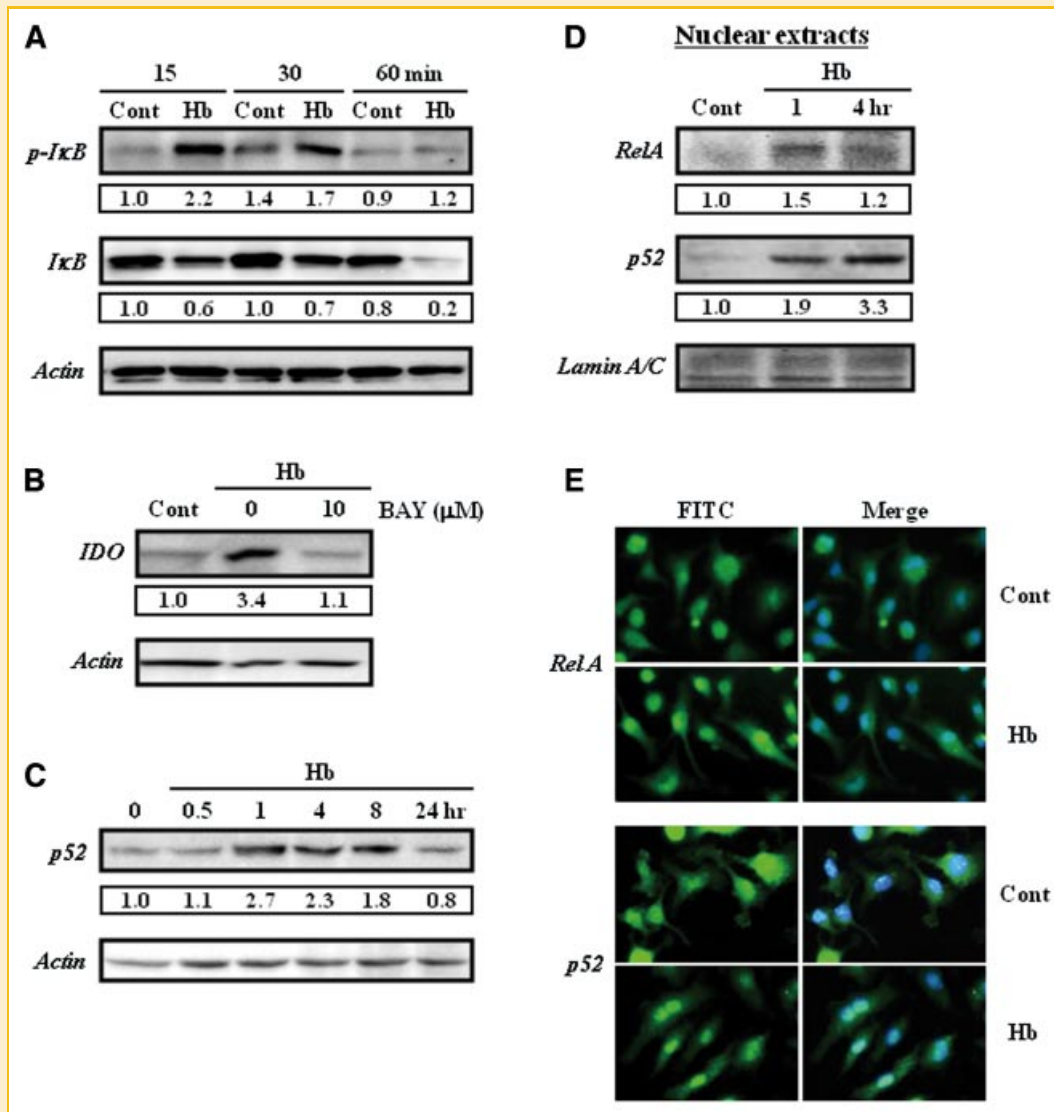 A
15 30 60 min
Cont Hb Cont Hb Cont Hb
p-IκB
1.0 2.2 1.4 1.7 0.9 1.2
IκB
1.0 0.6 1.0 0.7 0.8 0.2
Actin
B
Hb
Cont 0 10 BAY (µM)
IDO
1.0 3.4 1.1
Actin
C
Hb
0 0.5 1 4 8 24 hr
p52
1.0 1.1 2.7 2.3 1.8 0.8
Actin
D
Nuclear extracts
Hb
Cont 1 4 hr
RelA
1.0 1.5 1.2
p52
1.0 1.9 3.3
Lamin A/C
E
FITC Merge
Cont
Rel A
Hb
Cont
p52
Hb